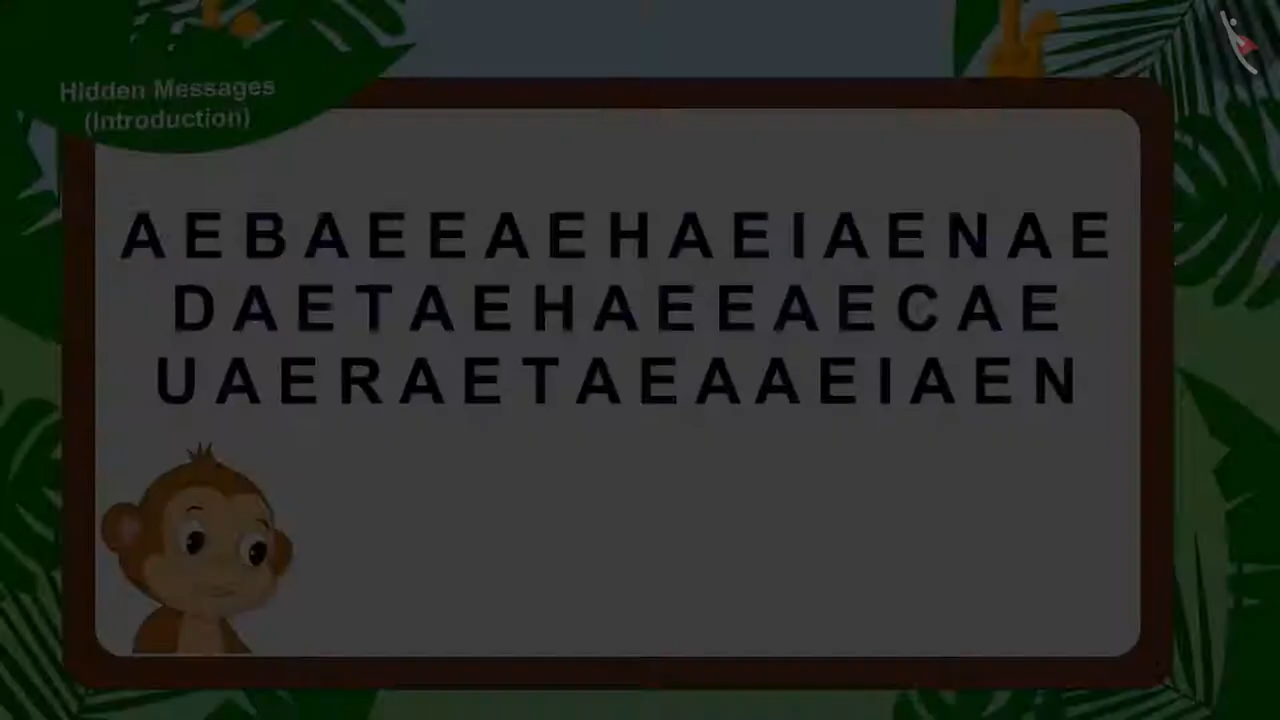 Hidden Messages
(Introduction)
A E B A E E A E H A E I A E N A E
D A E T A E H A E E A E C A E
U A E R A E T A E A A E I A E N